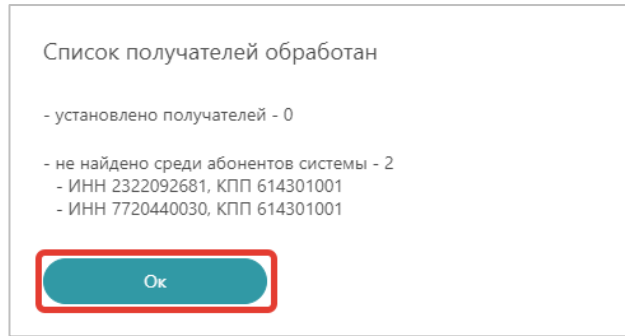 Список получателей обработан
- установлено получателей - 0
- не найдено среди абонентов системы - 2
- ИНН 2322092681, КПП 614301001
- ИНН 7720440030, КПП 614301001
Ок